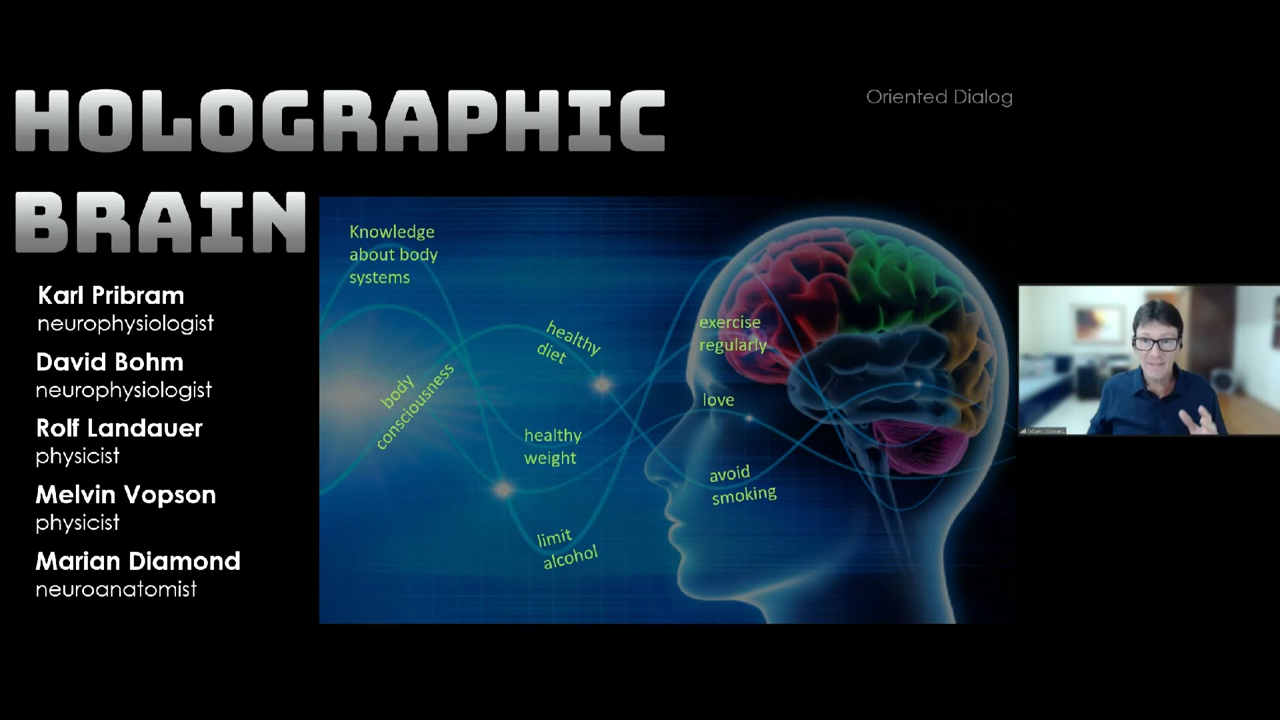 HOLOGRAPHIC
BRAIN
Oriented Dialog
Karl Pribram
neurophysiologist
David Bohm
neurophysiologist
Rolf Landauer
physicist
Melvin Vopson
physicist
Marian Diamond
neuroanatomist
Knowledge
about body
systems
body
consciousness
healthy
diet
healthy
weight
limit
alcohol
exercise
regularly
love
avoid
smoking